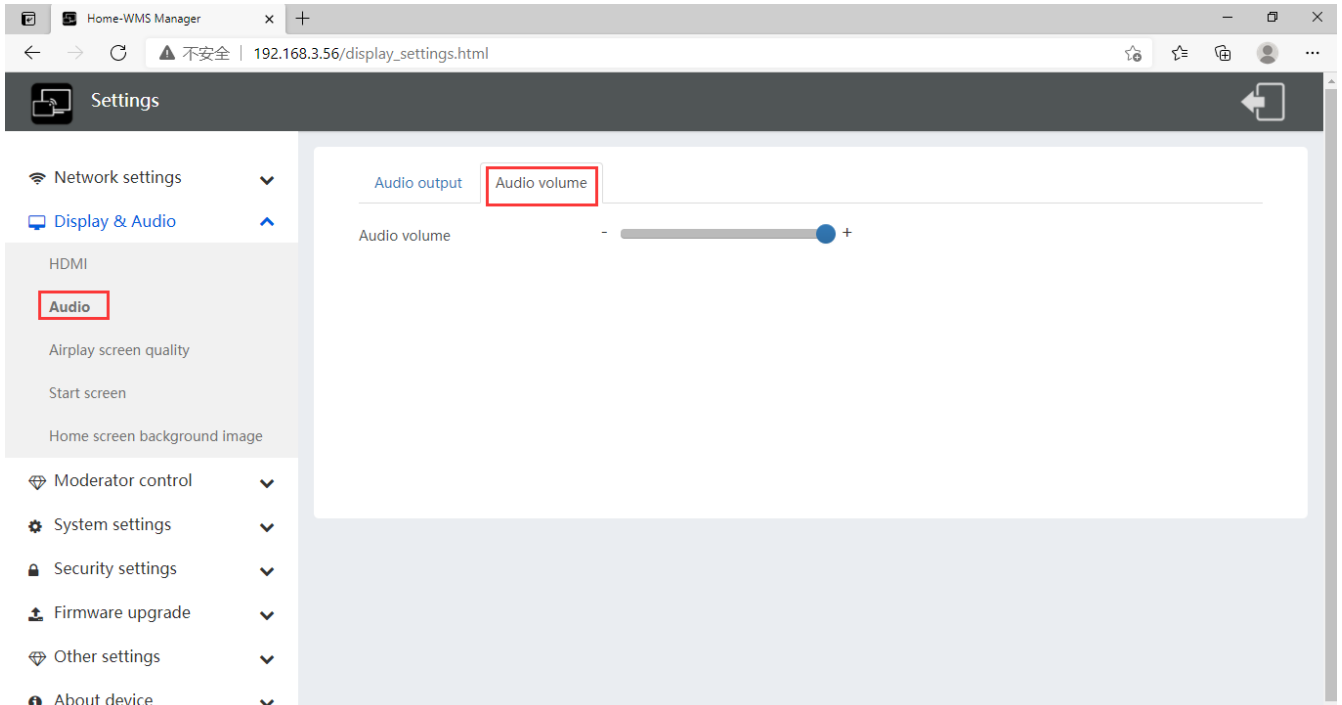 Home-WMS Manager
不安全 | 192.168.3.56/display_settings.html
Settings
Network settings
Display & Audio
HDMI
Audio
Airplay screen quality
Start screen
Home screen background image
Moderator control
System settings
Security settings
Firmware upgrade
Other settings
About device
Audio output
Audio volume
Audio volume
- +